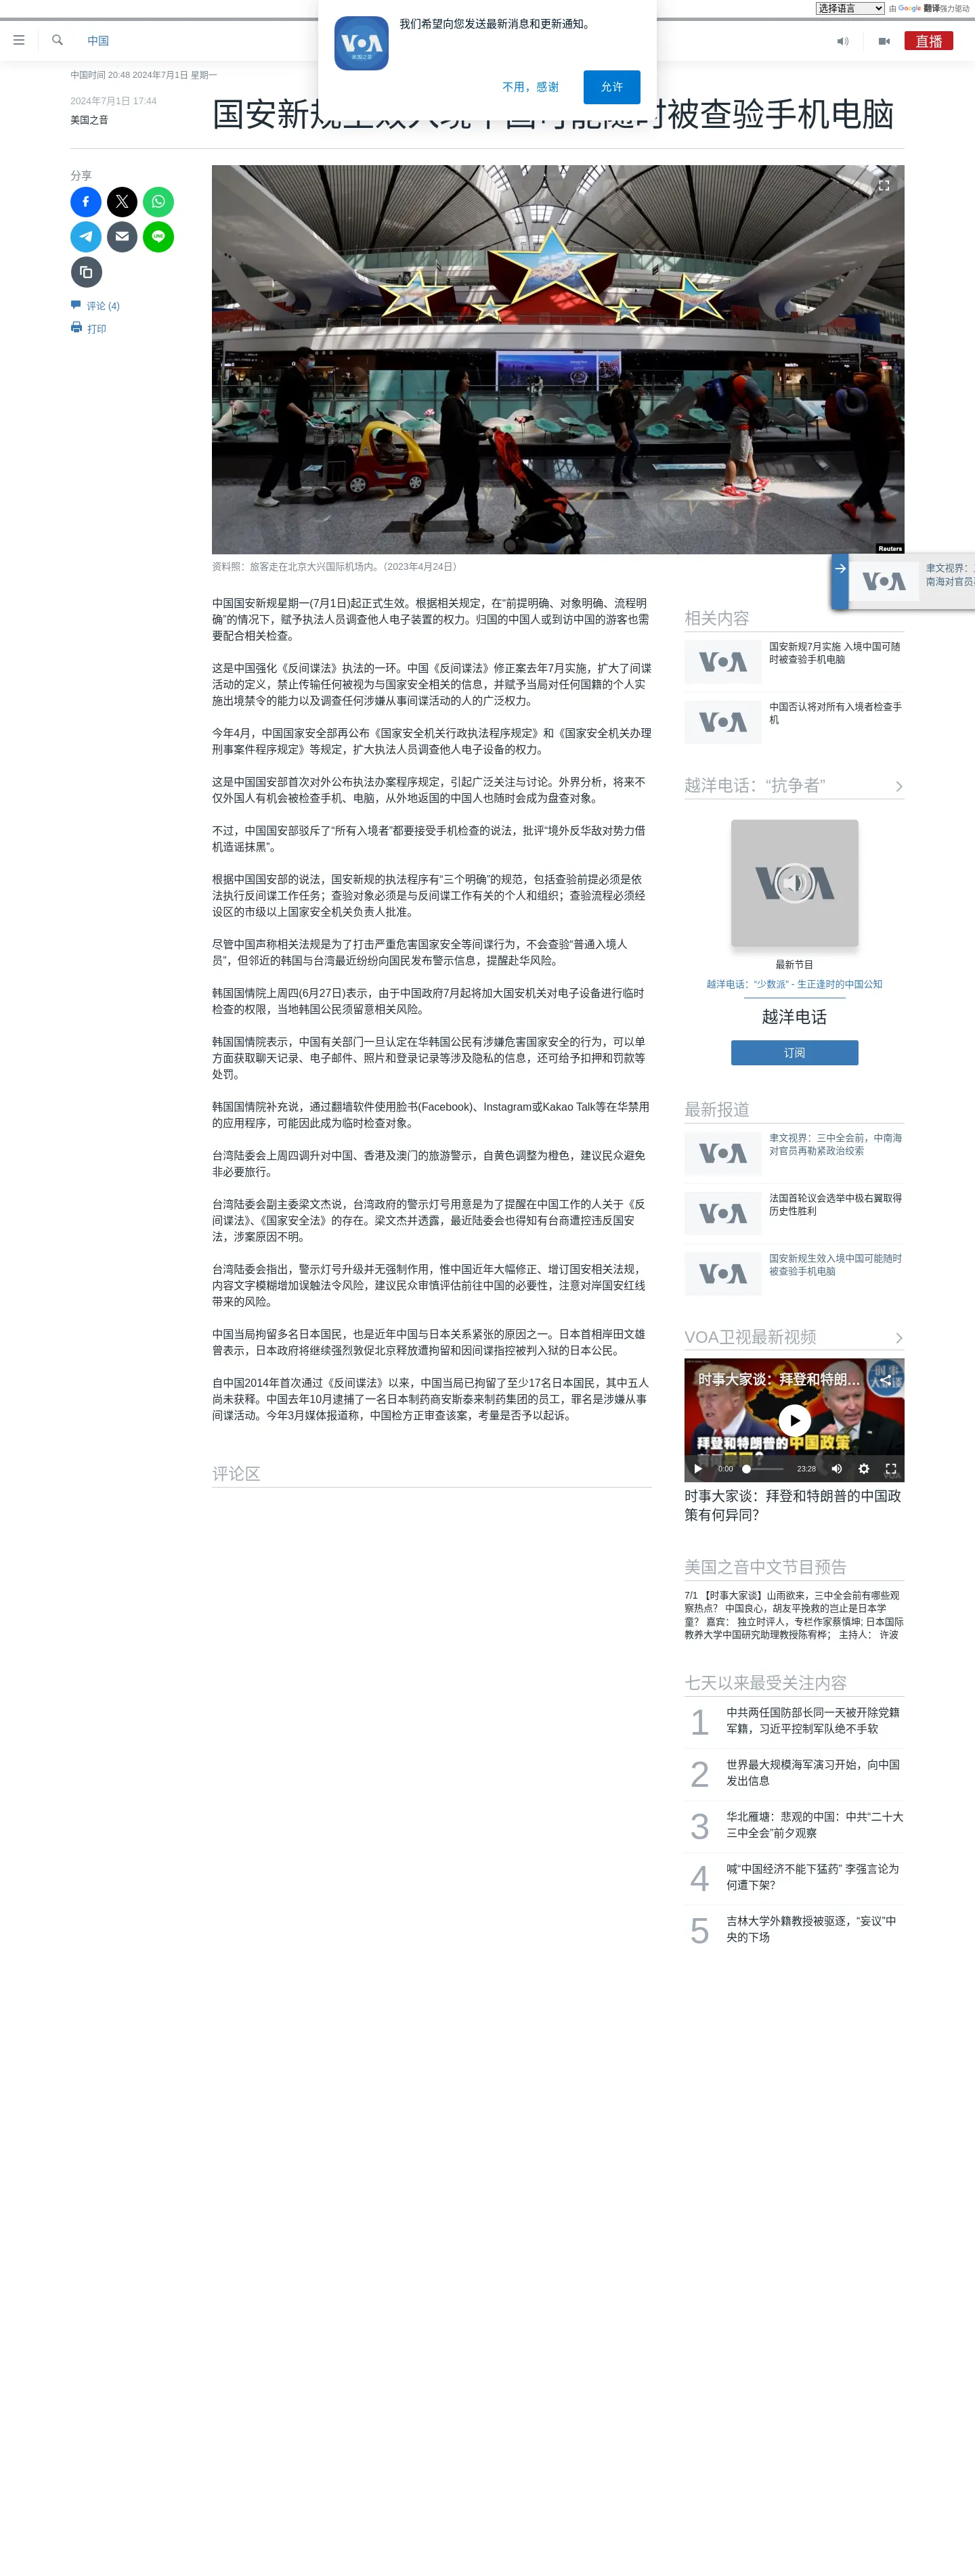 选择语言
由 Google 翻译强力驱动
我们希望向您发送最新消息和更新通知。
VOA
美国之音
不用，感谢
允许
中国
直播
中国时间 20:48 2024年7月1日 星期一
2024年7月1日 17:44
美国之音
国安新规生效入境中国可能随时被查验手机电脑
分享
评论 (4)
打印
Reuters
资料照：旅客走在北京大兴国际机场内。（2023年4月24日）
VOA
聿文视界：
南海对官员
中国国安新规星期一(7月1日)起正式生效。根据相关规定，在“前提明确、对象明确、流程明
确”的情况下，赋予执法人员调查他人电子装置的权力。归国的中国人或到访中国的游客也需
要配合相关检查。
这是中国强化《反间谍法》执法的一环。中国《反间谍法》修正案去年7月实施，扩大了间谍
活动的定义，禁止传输任何被视为与国家安全相关的信息，并赋予当局对任何国籍的个人实
施出境禁令的能力以及调查任何涉嫌从事间谍活动的人的广泛权力。
今年4月，中国国家安全部再公布《国家安全机关行政执法程序规定》和《国家安全机关办理
刑事案件程序规定》等规定，扩大执法人员调查他人电子设备的权力。
这是中国国安部首次对外公布执法办案程序规定，引起广泛关注与讨论。外界分析，将来不
仅外国人有机会被检查手机、电脑，从外地返国的中国人也随时会成为盘查对象。
不过，中国国安部驳斥了“所有入境者”都要接受手机检查的说法，批评“境外反华敌对势力借
机造谣抹黑”。
根据中国国安部的说法，国安新规的执法程序有“三个明确”的规范，包括查验前提必须是依
法执行反间谍工作任务；查验对象必须是与反间谍工作有关的个人和组织；查验流程必须经
设区的市级以上国家安全机关负责人批准。
尽管中国声称相关法规是为了打击严重危害国家安全等间谍行为，不会查验“普通入境人
员”，但邻近的韩国与台湾最近纷纷向国民发布警示信息，提醒赴华风险。
韩国国情院上周四(6月27日)表示，由于中国政府7月起将加大国安机关对电子设备进行临时
检查的权限，当地韩国公民须留意相关风险。
韩国国情院表示，中国有关部门一旦认定在华韩国公民有涉嫌危害国家安全的行为，可以单
方面获取聊天记录、电子邮件、照片和登录记录等涉及隐私的信息，还可给予扣押和罚款等
处罚。
韩国国情院补充说，通过翻墙软件使用脸书(Facebook)、Instagram或Kakao Talk等在华禁用
的应用程序，可能因此成为临时检查对象。
台湾陆委会上周四调升对中国、香港及澳门的旅游警示，自黄色调整为橙色，建议民众避免
非必要旅行。
台湾陆委会副主委梁文杰说，台湾政府的警示灯号用意是为了提醒在中国工作的人关于《反
间谍法》、《国家安全法》的存在。梁文杰并透露，最近陆委会也得知有台商遭控违反国安
法，涉案原因不明。
台湾陆委会指出，警示灯号升级并无强制作用，惟中国近年大幅修正、增订国安相关法规，
内容文字模糊增加误触法令风险，建议民众审慎评估前往中国的必要性，注意对岸国安红线
带来的风险。
中国当局拘留多名日本国民，也是近年中国与日本关系紧张的原因之一。日本首相岸田文雄
曾表示，日本政府将继续强烈敦促北京释放遭拘留和因间谍指控被判入狱的日本公民。
自中国2014年首次通过《反间谍法》以来，中国当局已拘留了至少17名日本国民，其中五人
尚未获释。中国去年10月逮捕了一名日本制药商安斯泰来制药集团的员工，罪名是涉嫌从事
间谍活动。今年3月媒体报道称，中国检方正审查该案，考量是否予以起诉。
评论区
相关内容
VOA
国安新规7月实施 入境中国可随
时被查验手机电脑
VOA
中国否认将对所有入境者检查手
机
越洋电话：“抗争者”
VOA
最新节目
越洋电话：“少数派” - 生正逢时的中国公知
越洋电话
订阅
最新报道
VOA
聿文视界：三中全会前，中南海
对官员再勒紧政治绞索
VOA
法国首轮议会选举中极右翼取得
历史性胜利
VOA
国安新规生效入境中国可能随时
被查验手机电脑
VOA卫视最新视频
时事大家谈：拜登和特朗…
拜登和特朗普的中国政策
0:00
23:28
时事大家谈：拜登和特朗普的中国政
策有何异同？
美国之音中文节目预告
7/1 【时事大家谈】山雨欲来，三中全会前有哪些观
察热点？ 中国良心，胡友平挽救的岂止是日本学
童？ 嘉宾： 独立时评人，专栏作家蔡慎坤; 日本国际
教养大学中国研究助理教授陈宥桦； 主持人： 许波
七天以来最受关注内容
1
中共两任国防部长同一天被开除党籍
军籍，习近平控制军队绝不手软
2
世界最大规模海军演习开始，向中国
发出信息
3
华北雁塘：悲观的中国：中共“二十大
三中全会”前夕观察
4
喊“中国经济不能下猛药” 李强言论为
何遭下架？
5
吉林大学外籍教授被驱逐，“妄议”中
央的下场